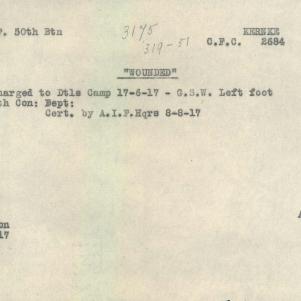 50th Btn
3175
KERNKE
319-51
C.F.C. 2684
"WOUNDED"
harged to Dtls Camp 17-6-17 - G.S.W. Left foot
th Con: Dept:
Cert. by A.I.F.Hqrs 8-8-17
on
17